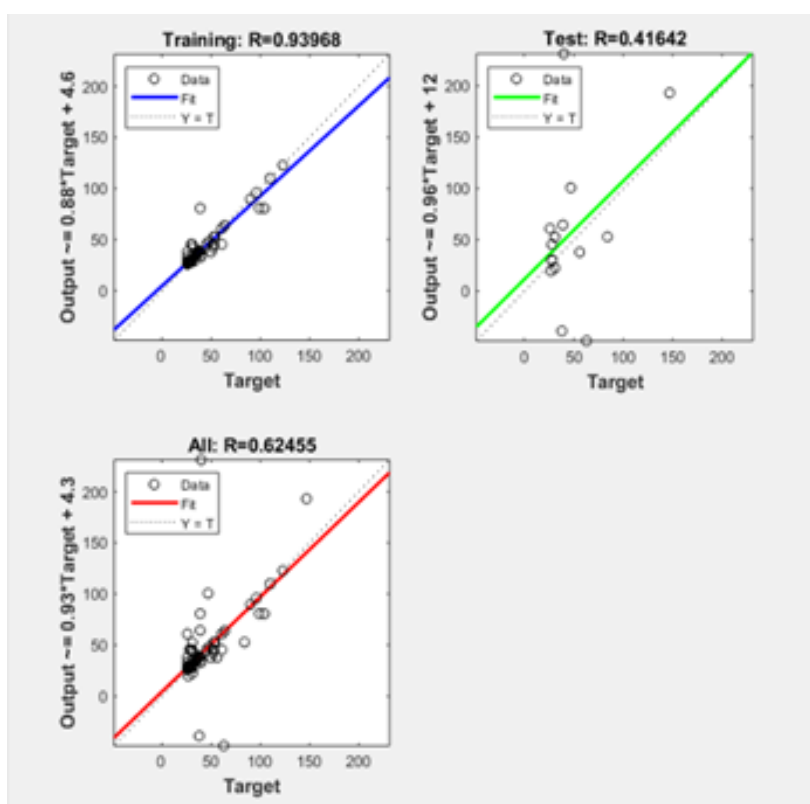 Training: R=0.93968
Output ~= 0.88*Target + 4.6
200
150
100
50
0
Data
Fit
Y = T
0 50 100 150 200
Target
Test: R=0.41642
Output ~= 0.96*Target + 12
200
150
100
50
0
Data
Fit
Y = T
0 50 100 150 200
Target
All: R=0.62455
Output ~= 0.93*Target + 4.3
200
150
100
50
0
Data
Fit
Y = T
0 50 100 150 200
Target